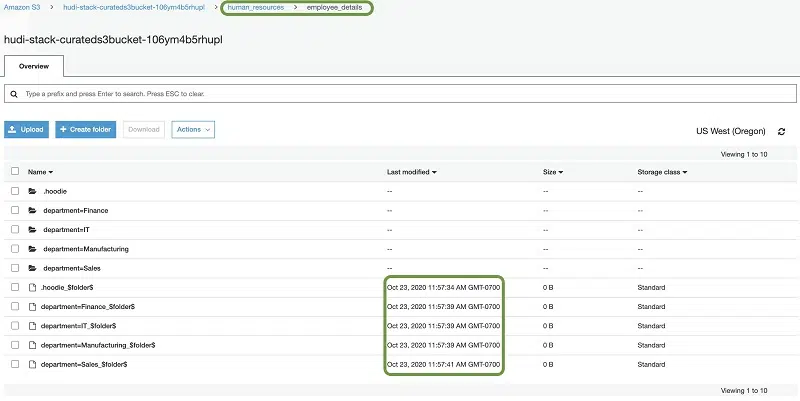 Amazon S3 > hudi-stack-curateds3bucket-106ym4b5rhupl > human_resources > employee_details
hudi-stack-curateds3bucket-106ym4b5rhupl
Overview
Type a prefix and press Enter to search. Press ESC to clear.
Upload + Create folder Download Actions US West (Oregon)
Viewing 1 to 10
Name Last modified Size Storage class
.hoodie -- -- --
department=Finance -- -- --
department=IT -- -- --
department=Manufacturing -- -- --
department=Sales -- -- --
.hoodie_$folder$ Oct 23, 2020 11:57:34 AM GMT-0700 0 B Standard
department=Finance_$folder$ Oct 23, 2020 11:57:39 AM GMT-0700 0 B Standard
department=IT_$folder$ Oct 23, 2020 11:57:39 AM GMT-0700 0 B Standard
department=Manufacturing_$folder$ Oct 23, 2020 11:57:39 AM GMT-0700 0 B Standard
department=Sales_$folder$ Oct 23, 2020 11:57:41 AM GMT-0700 0 B Standard
Viewing 1 to 10